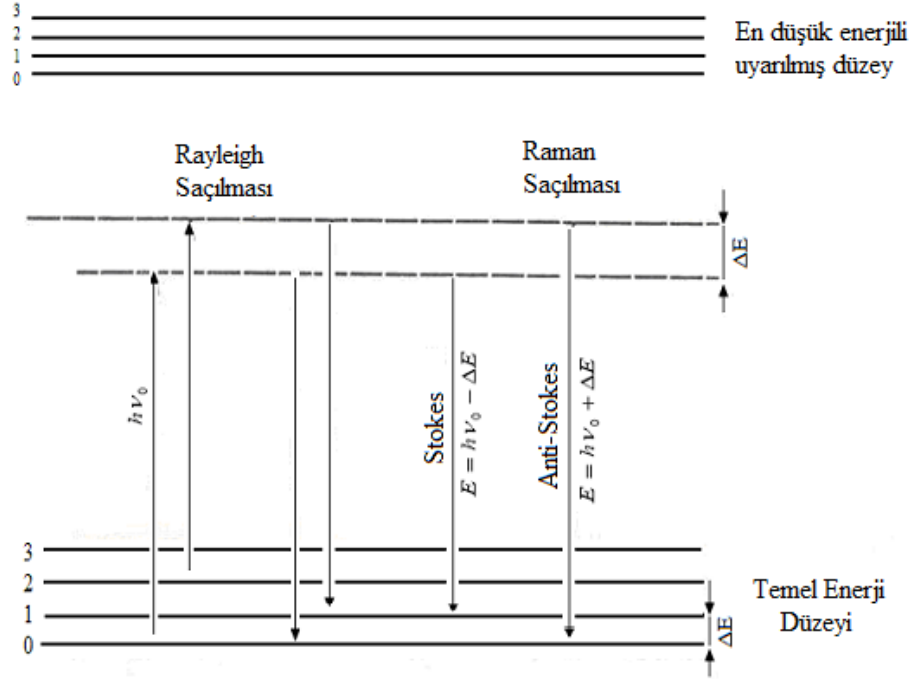 3
2
1
0
En düşük enerjili
uyarılmış düzey
Rayleigh
Saçılması
Raman
Saçılması
ΔE
hν₀
Stokes
E = hν₀ − ΔE
Anti-Stokes
E = hν₀ + ΔE
3
2
1
0
Temel Enerji
Düzeyi
ΔE